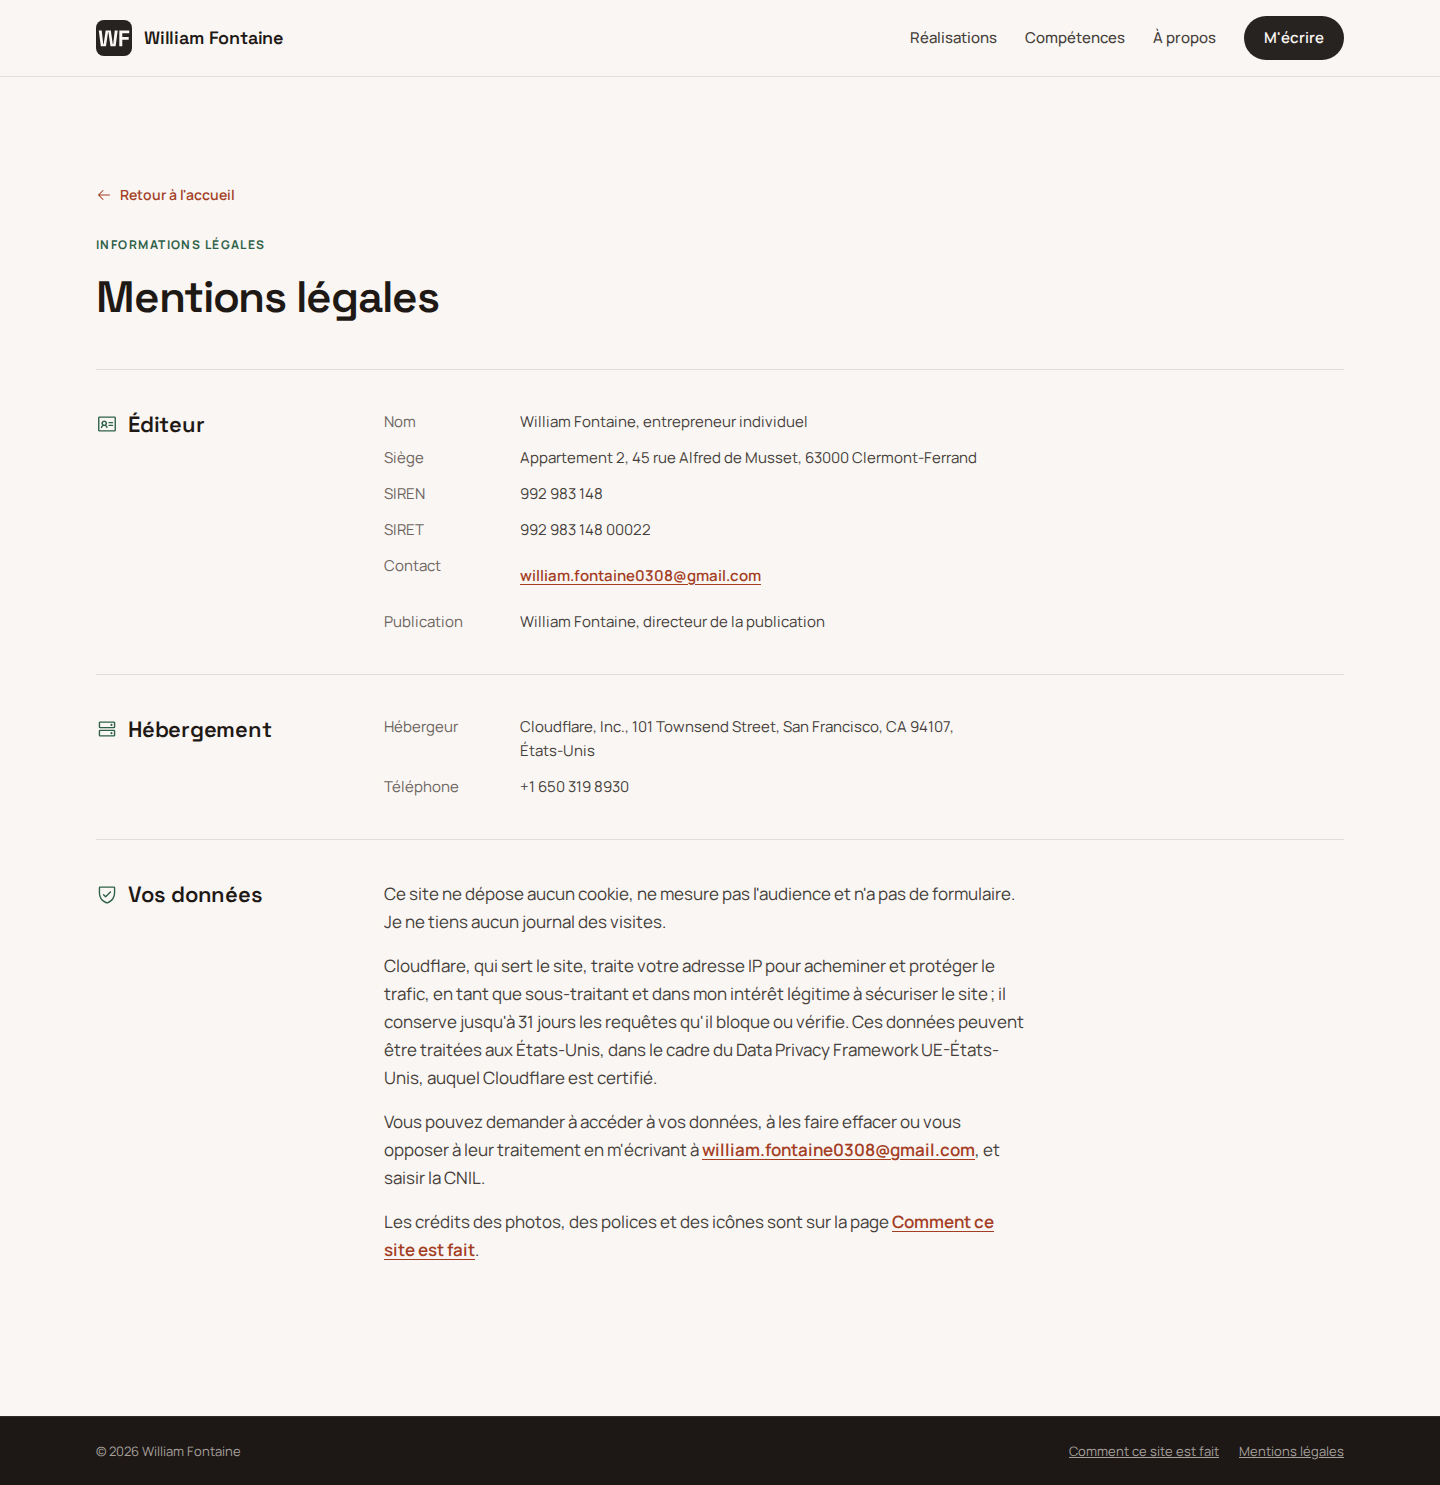 WF William Fontaine
Réalisations Compétences À propos M'écrire
Retour à l'accueil
INFORMATIONS LÉGALES
Mentions légales
Éditeur
Nom William Fontaine, entrepreneur individuel
Siège Appartement 2, 45 rue Alfred de Musset, 63000 Clermont-Ferrand
SIREN 992 983 148
SIRET 992 983 148 00022
Contact william.fontaine0308@gmail.com
Publication William Fontaine, directeur de la publication
Hébergement
Hébergeur Cloudflare, Inc., 101 Townsend Street, San Francisco, CA 94107,
États-Unis
Téléphone +1 650 319 8930
Vos données
Ce site ne dépose aucun cookie, ne mesure pas l'audience et n'a pas de formulaire.
Je ne tiens aucun journal des visites.
Cloudflare, qui sert le site, traite votre adresse IP pour acheminer et protéger le
trafic, en tant que sous-traitant et dans mon intérêt légitime à sécuriser le site ; il
conserve jusqu'à 31 jours les requêtes qu'il bloque ou vérifie. Ces données peuvent
être traitées aux États-Unis, dans le cadre du Data Privacy Framework UE-États-
Unis, auquel Cloudflare est certifié.
Vous pouvez demander à accéder à vos données, à les faire effacer ou vous
opposer à leur traitement en m'écrivant à william.fontaine0308@gmail.com, et
saisir la CNIL.
Les crédits des photos, des polices et des icônes sont sur la page Comment ce
site est fait.
© 2026 William Fontaine
Comment ce site est fait Mentions légales